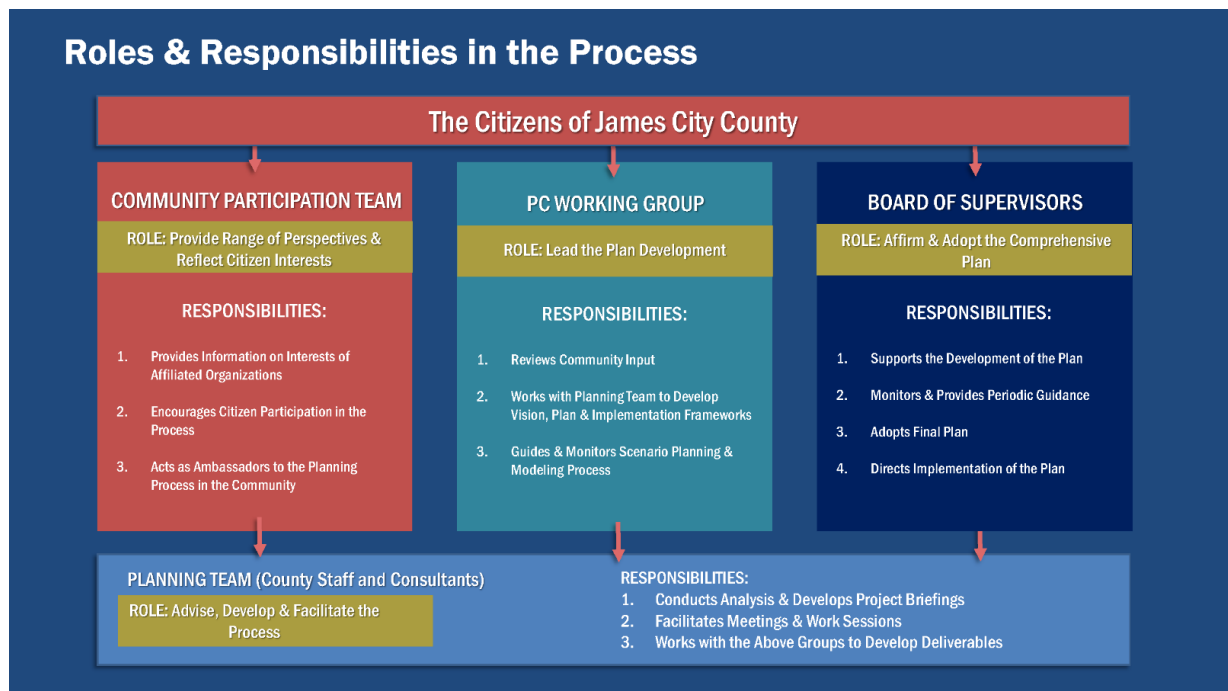 Roles & Responsibilities in the Process
The Citizens of James City County
COMMUNITY PARTICIPATION TEAM
ROLE: Provide Range of Perspectives &
Reflect Citizen Interests
RESPONSIBILITIES:
1. Provides Information on Interests of
Affiliated Organizations
2. Encourages Citizen Participation in the
Process
3. Acts as Ambassadors to the Planning
Process in the Community
PC WORKING GROUP
ROLE: Lead the Plan Development
RESPONSIBILITIES:
1. Reviews Community Input
2. Works with Planning Team to Develop
Vision, Plan & Implementation Frameworks
3. Guides & Monitors Scenario Planning &
Modeling Process
BOARD OF SUPERVISORS
ROLE: Affirm & Adopt the Comprehensive
Plan
RESPONSIBILITIES:
1. Supports the Development of the Plan
2. Monitors & Provides Periodic Guidance
3. Adopts Final Plan
4. Directs Implementation of the Plan
PLANNING TEAM (County Staff and Consultants)
ROLE: Advise, Develop & Facilitate the
Process
RESPONSIBILITIES:
1. Conducts Analysis & Develops Project Briefings
2. Facilitates Meetings & Work Sessions
3. Works with the Above Groups to Develop Deliverables